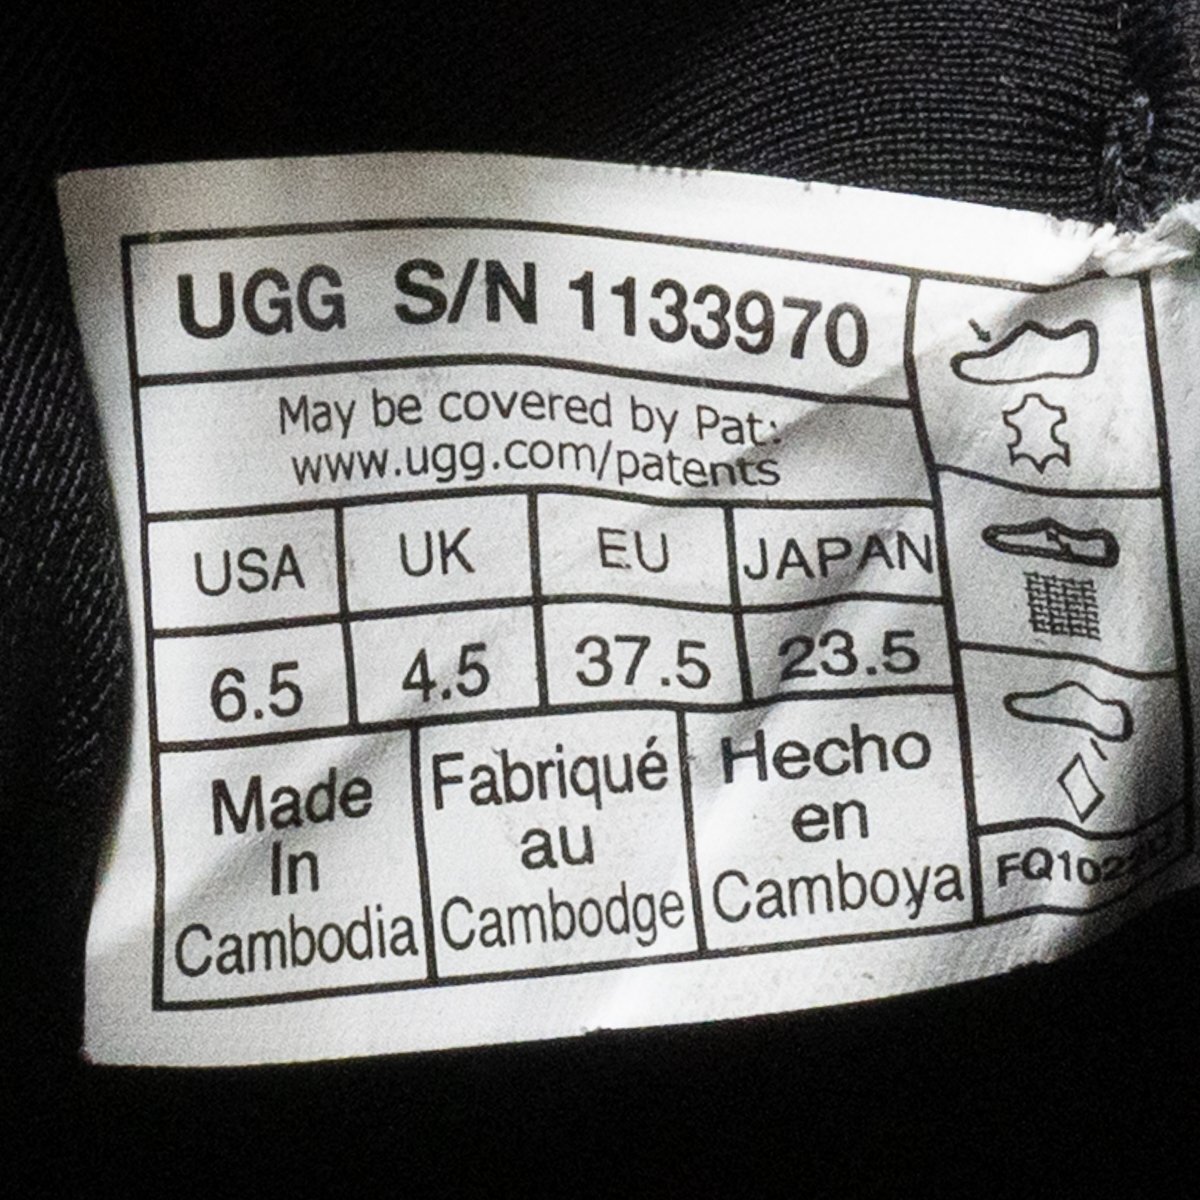 UGG S/N 1133970
May be covered by Pat:
www.ugg.com/patents
USA UK EU JAPAN
6.5 4.5 37.5 23.5
Made
In
Cambodia
Fabriqué
au
Cambodge
Hecho
en
Camboya